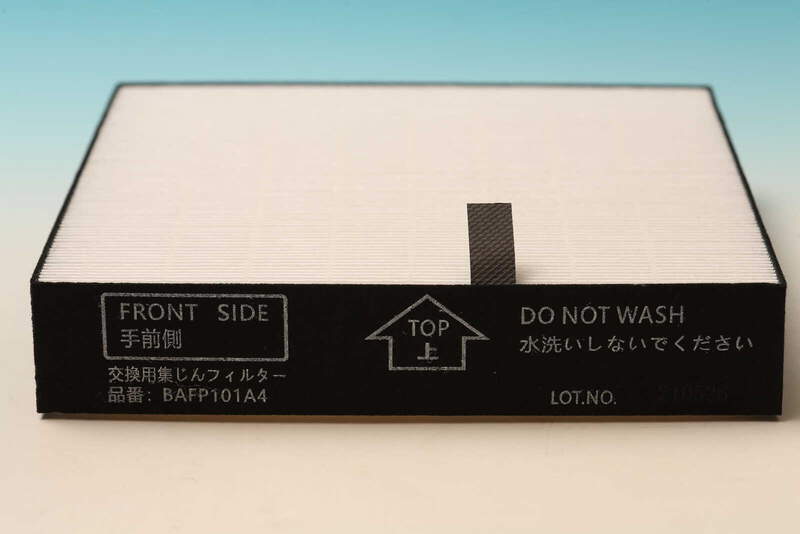 FRONT SIDE
手前側
交換用集じんフィルター
品番: BAFP101A4
TOP
上
DO NOT WASH
水洗いしないでください
LOT.NO.